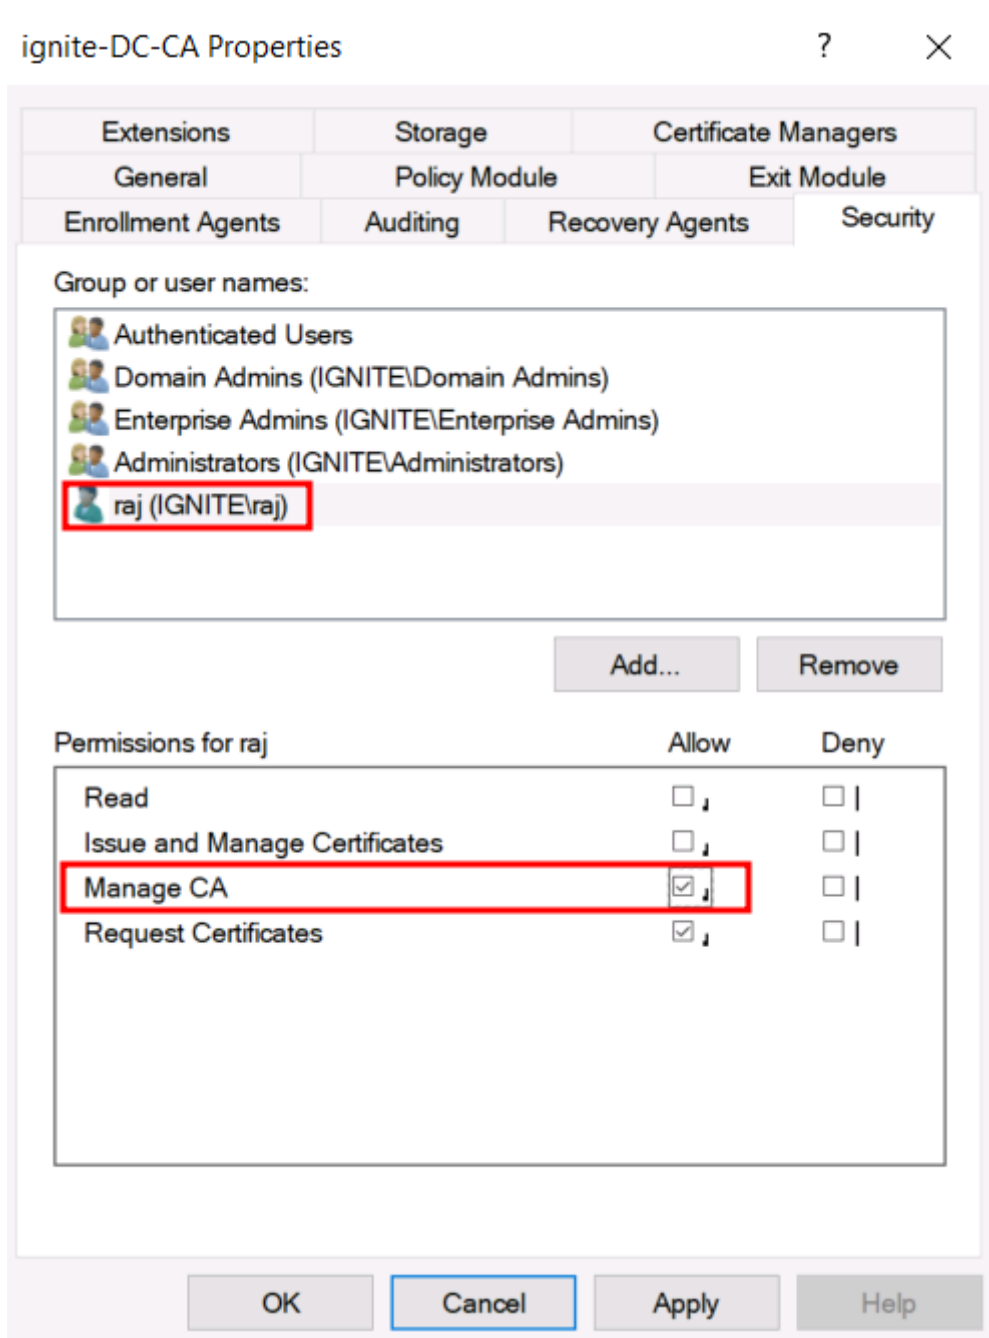 ignite-DC-CA Properties ?
Extensions Storage Certificate Managers
General Policy Module Exit Module
Enrollment Agents Auditing Recovery Agents Security
Group or user names:
Authenticated Users
Domain Admins (IGNITE\Domain Admins)
Enterprise Admins (IGNITE\Enterprise Admins)
Administrators (IGNITE\Administrators)
raj (IGNITE\raj)
Add... Remove
Permissions for raj Allow Deny
Read
Issue and Manage Certificates
Manage CA
Request Certificates
OK Cancel Apply Help